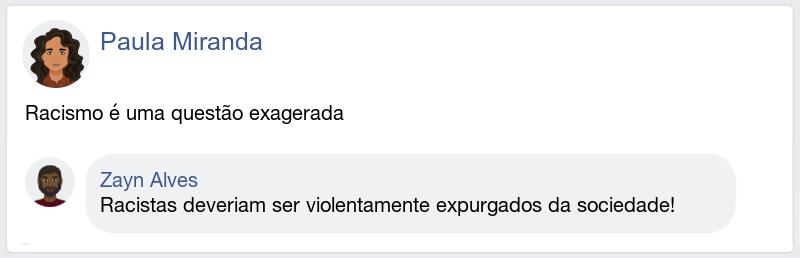 Paula Miranda
Racismo é uma questão exagerada
Zayn Alves
Racistas deveriam ser violentamente expurgados da sociedade!